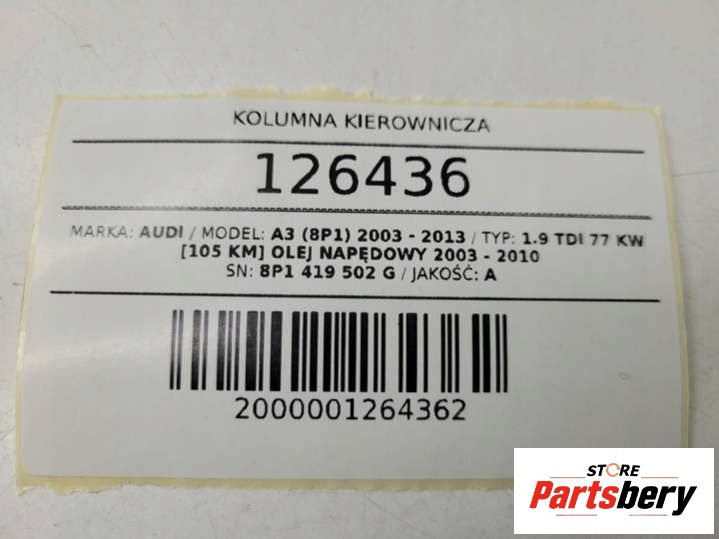 KOLUMNA KIEROWNICZA
126436
MARKA: AUDI / MODEL: A3 (8P1) 2003 - 2013 / TYP: 1.9 TDI 77 KW
[105 KM] OLEJ NAPĘDOWY 2003 - 2010
SN: 8P1 419 502 G / JAKOŚĆ: A
2000001264362
STORE
Partsbery